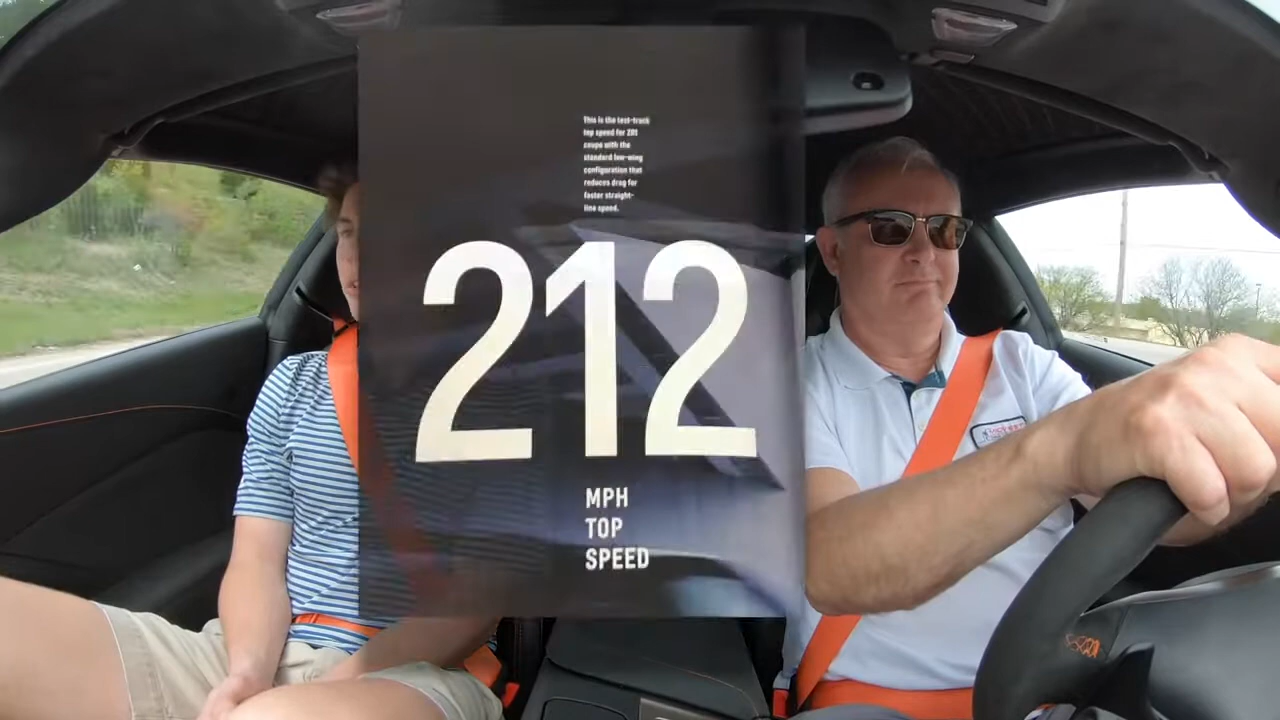 This is the test-track
top speed for ZR1
coupe with the
standard low-wing
configuration that
reduces drag for
faster straight-
line speed.
212
MPH
TOP
SPEED